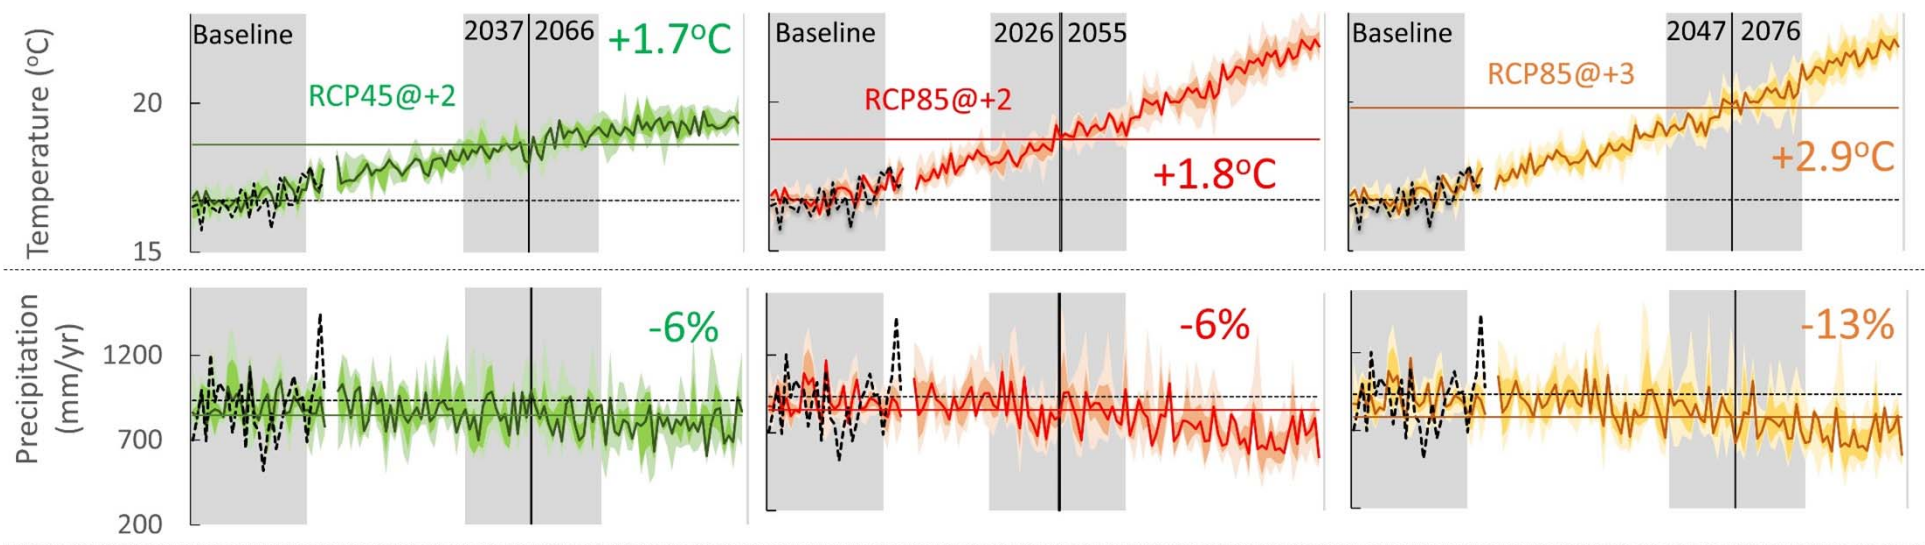 Baseline
2037 2066
+1.7°C
RCP45@+2
Baseline
2026 2055
RCP85@+2
+1.8°C
Baseline
2047 2076
RCP85@+3
+2.9°C
Temperature (°C)
20
15
Precipitation
(mm/yr)
1200
700
200
-6%
-6%
-13%